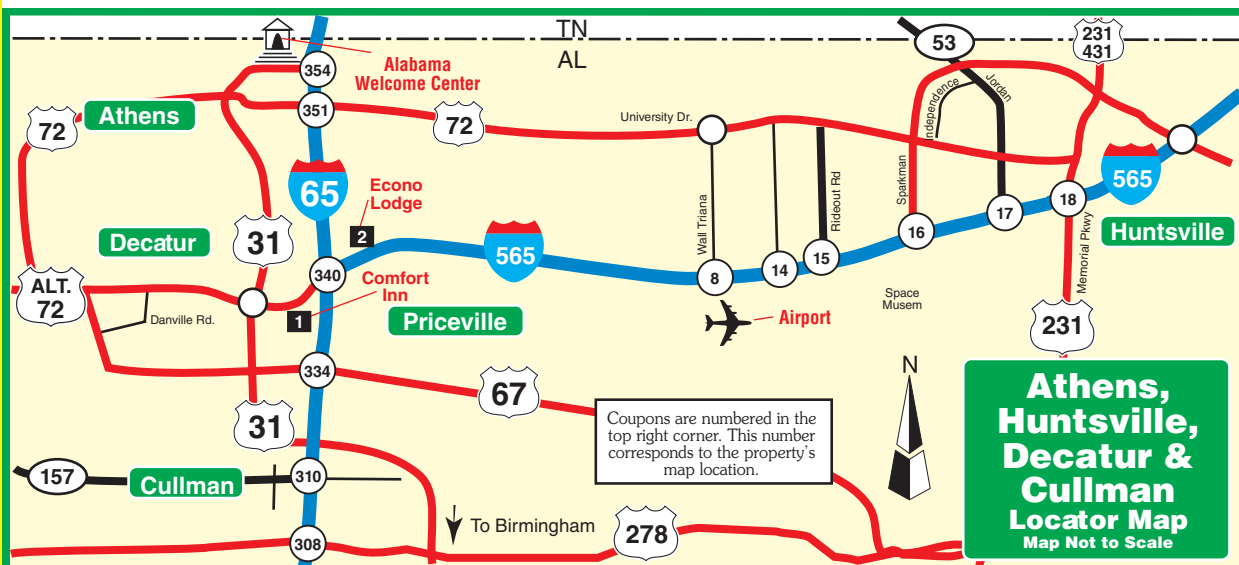 TN
AL
354
Alabama
Welcome Center
53
231
431
351
Athens
72
72
University Dr.
Independence
Jordan
65
Econo
Lodge
2
Wall Triana
Rideout Rd
Sparkman
565
18
17
16
Huntsville
Decatur
31
565
340
8
14
15
Memorial Pkwy
ALT.
72
Comfort
Inn
Danville Rd.
1
Priceville
Airport
Space
Musem
231
334
67
N
31
Coupons are numbered in the
top right corner. This number
corresponds to the property's
map location.
Athens,
Huntsville,
Decatur &
Cullman
Locator Map
Map Not to Scale
157
Cullman
310
308
To Birmingham
278